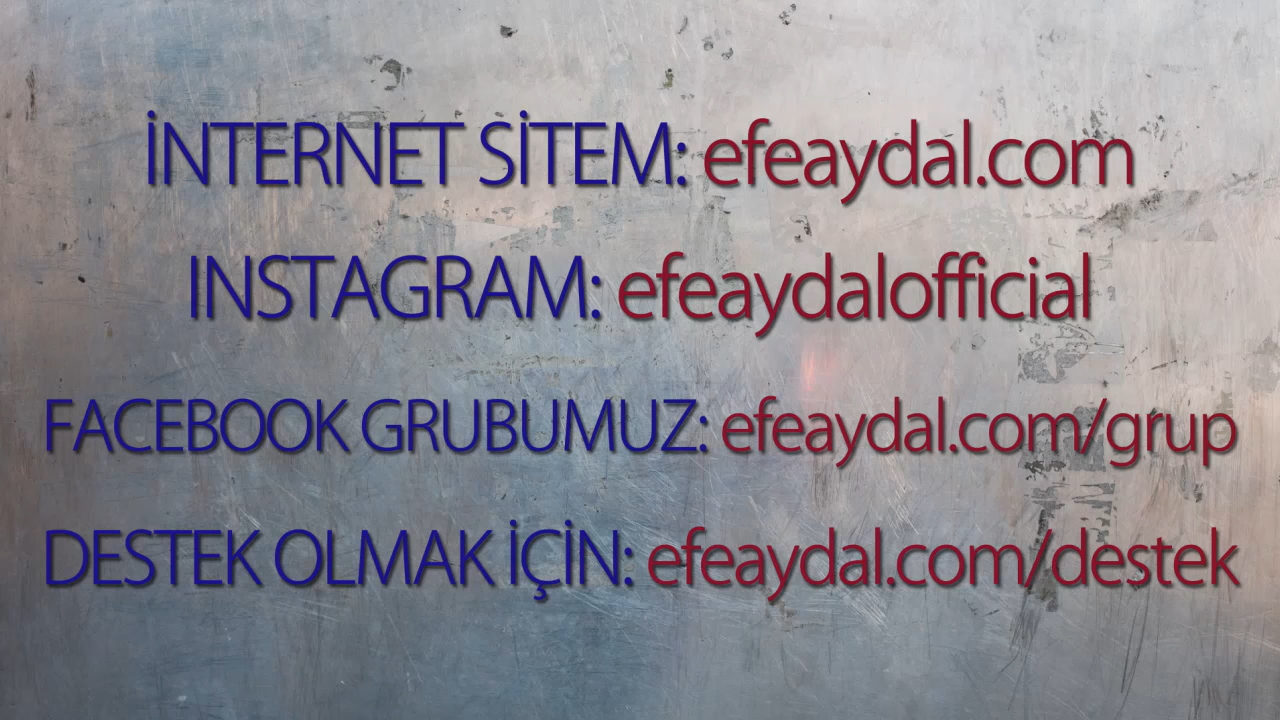 İNTERNET SİTEM: efeaydal.com
INSTAGRAM: efeaydalofficial
FACEBOOK GRUBUMUZ: efeaydal.com/grup
DESTEK OLMAK İÇİN: efeaydal.com/destek